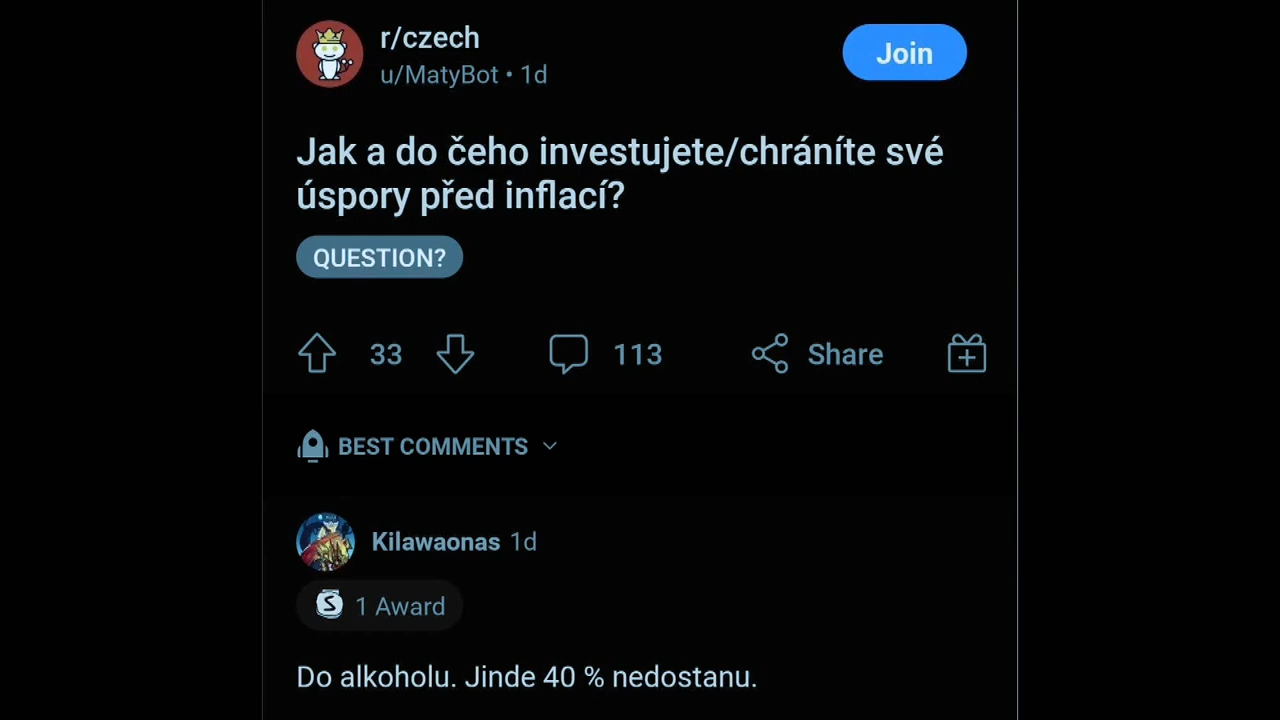 r/czech
u/MatyBot • 1d
Join
Jak a do čeho investujete/chráníte své
úspory před inflací?
QUESTION?
33
113
Share
BEST COMMENTS
Kilawaonas 1d
S 1 Award
Do alkoholu. Jinde 40 % nedostanu.